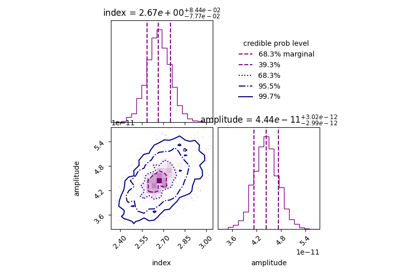 index = 2.67e+00+8.44e−02 −7.77e−02
credible prob level
68.3% marginal
39.3%
68.3%
95.5%
99.7%
1e−11
amplitude = 4.44e−11+3.02e−12 −2.99e−12
5.4
4.8
4.2
3.6
amplitude
2.40
2.55
2.70
2.85
3.00
index
3.6
4.2
4.8
5.4
1e−11
amplitude